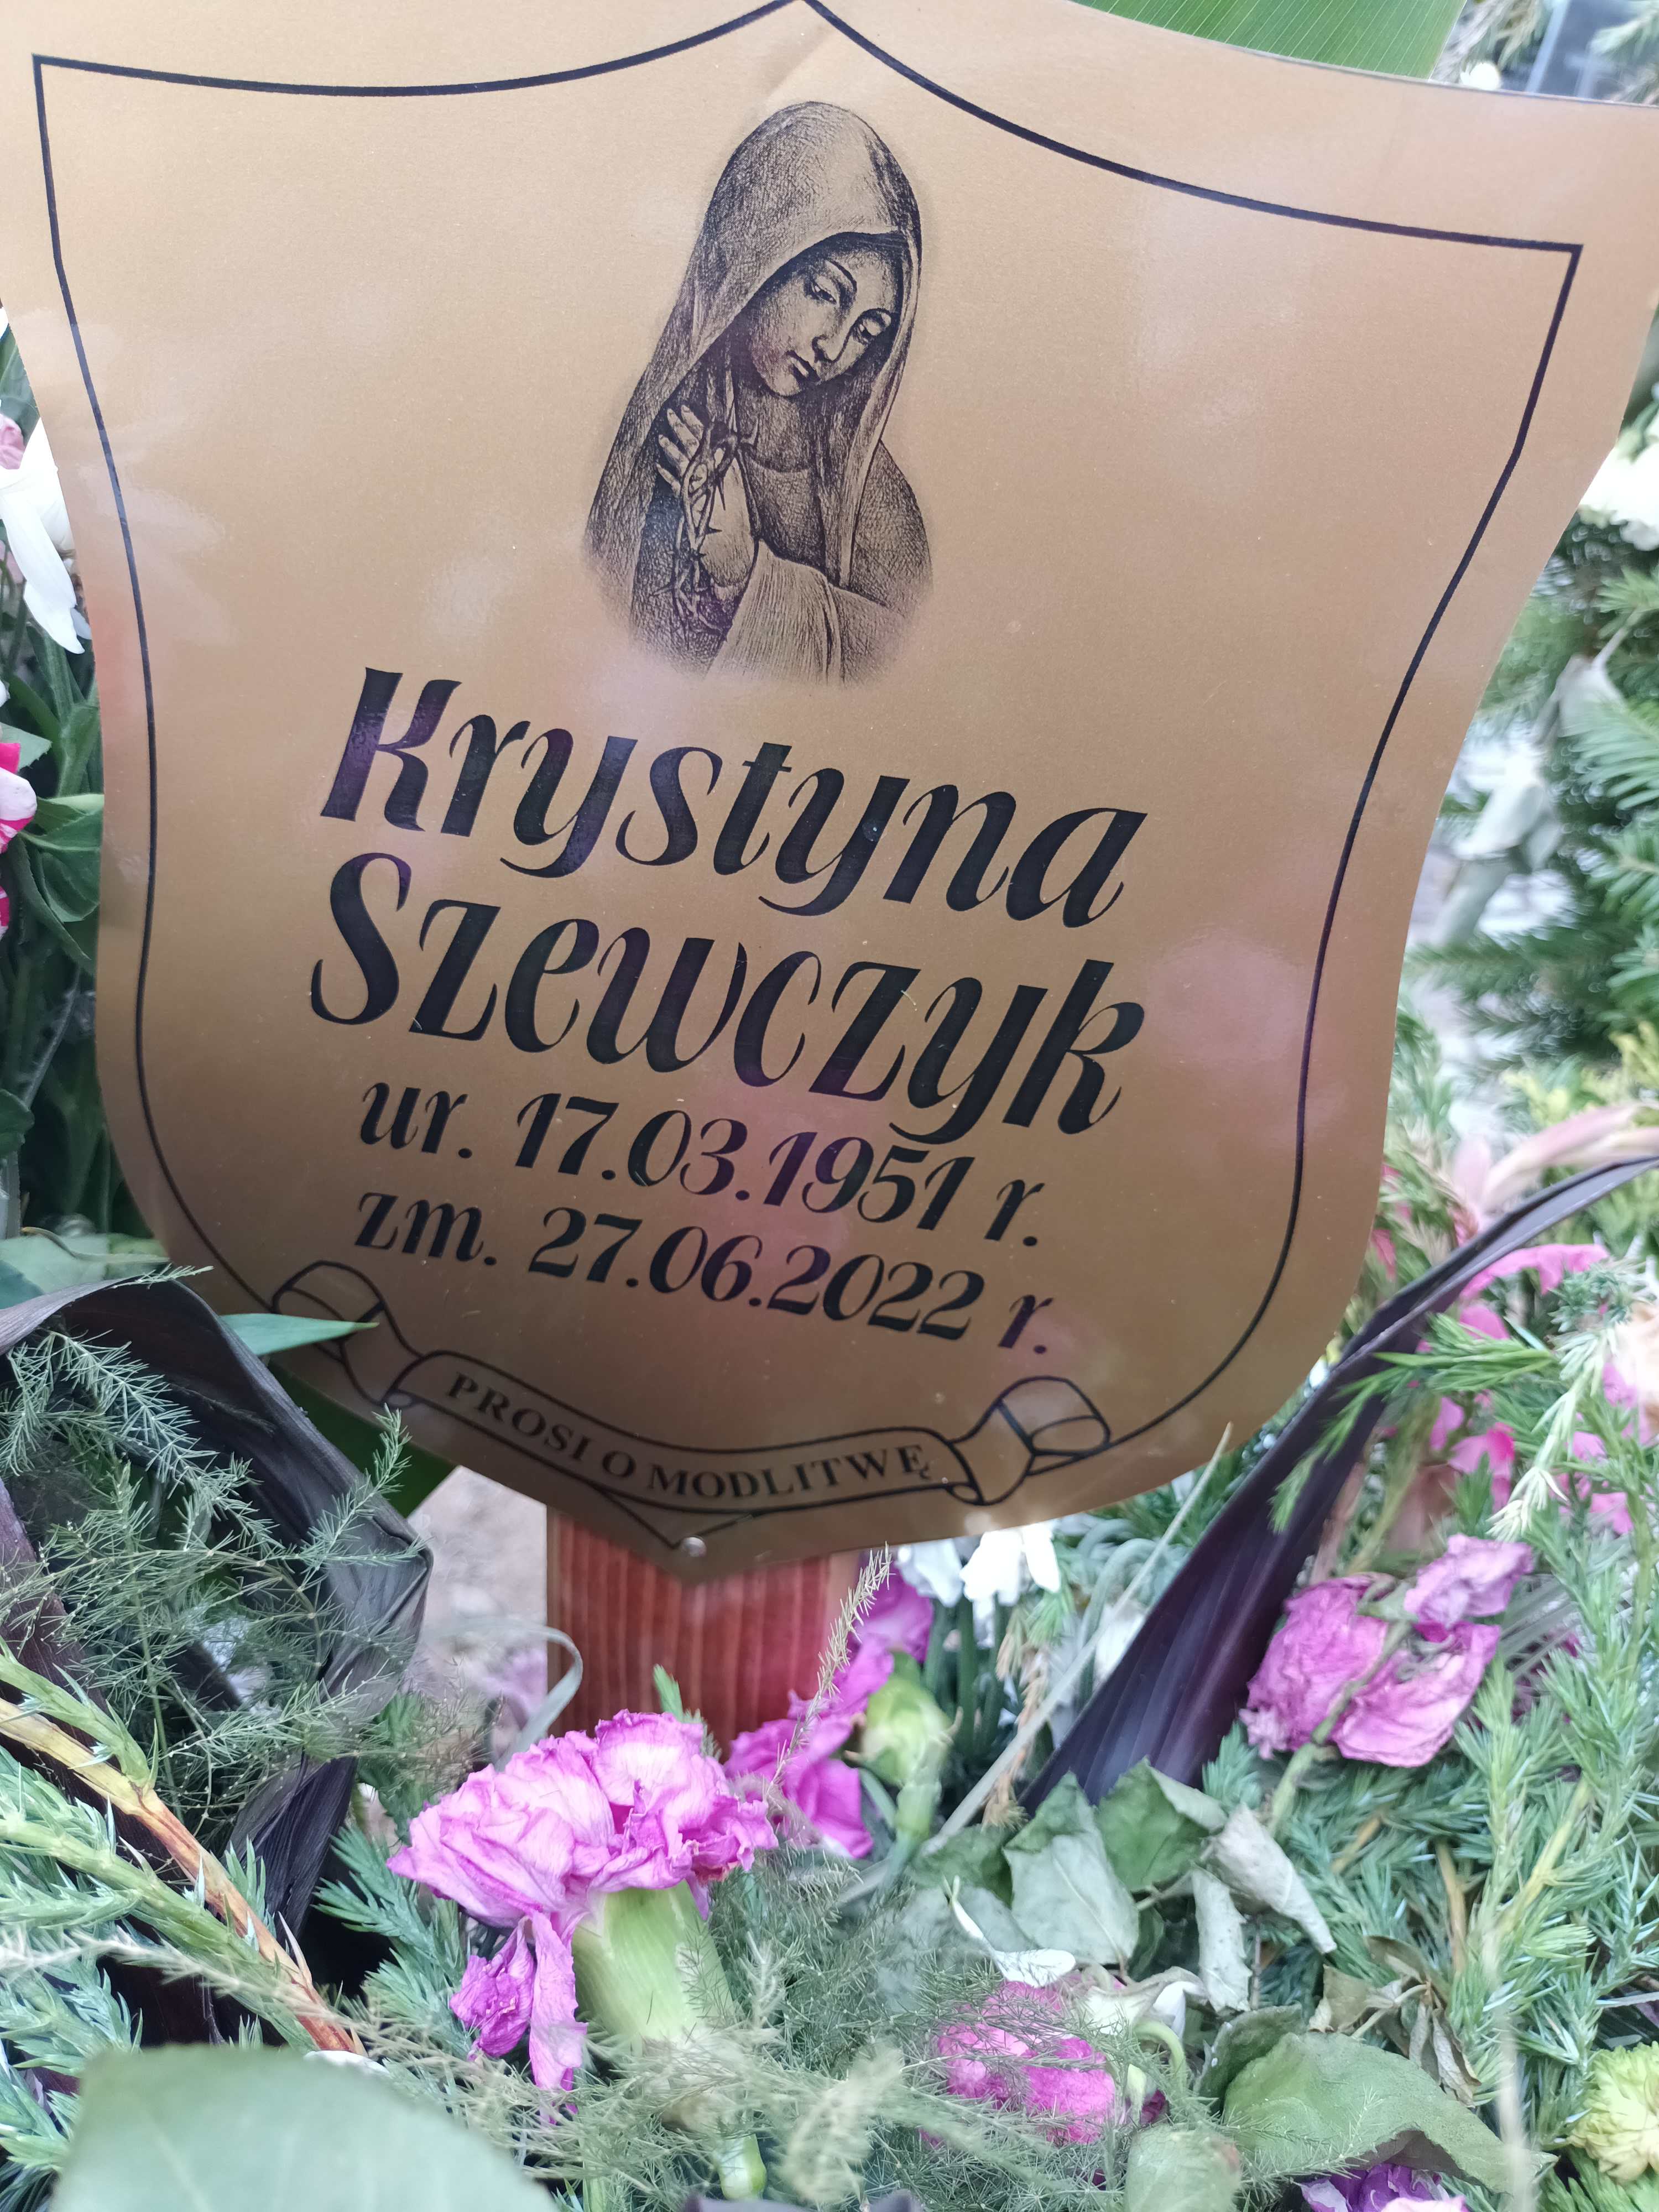 Krystyna
Szewczyk
ur. 17.03.1951 r.
zm. 27.06.2022 r.
PROSI O MODLITWĘ